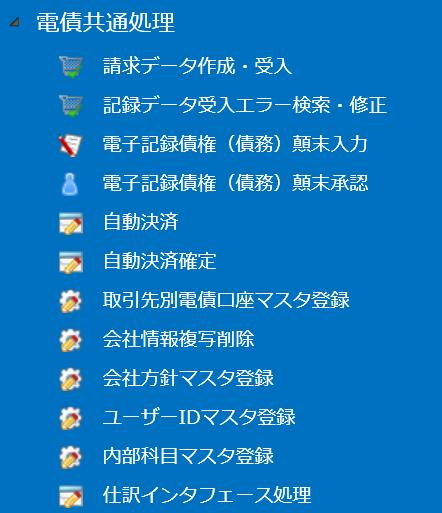 電債共通処理
請求データ作成・受入
記録データ受入エラー検索・修正
電子記録債権（債務）顛末入力
電子記録債権（債務）顛末承認
自動決済
自動決済確定
取引先別電債口座マスタ登録
会社情報複写削除
会社方針マスタ登録
ユーザーIDマスタ登録
内部科目マスタ登録
仕訳インタフェース処理